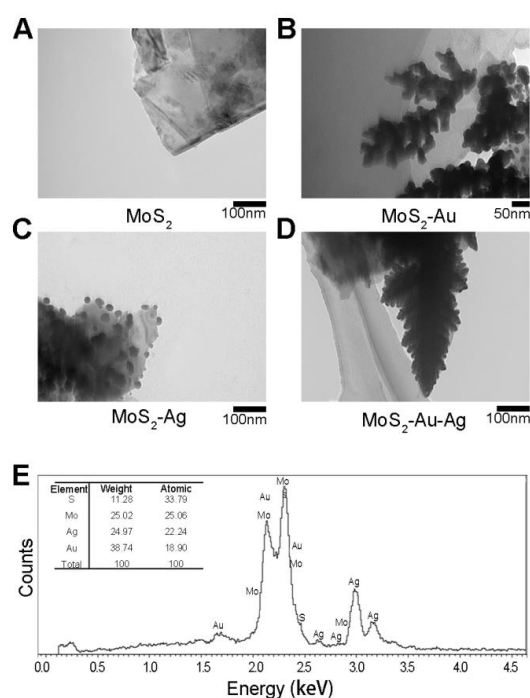 A
B
100nm
50nm
MoS2
MoS2-Au
C
D
100nm
100nm
MoS2-Ag
MoS2-Au-Ag
E
Element Weight Atomic
S 11.28 33.79
Mo 25.02 25.06
Ag 24.97 22.24
Au 38.74 18.90
Total 100 100
Mo
Au
Mo
Au
Mo
Mo
S
Au
Ag
Ag
Mo
Ag
Ag
Counts
0.0 0.5 1.0 1.5 2.0 2.5 3.0 3.5 4.0 4.5
Energy (keV)